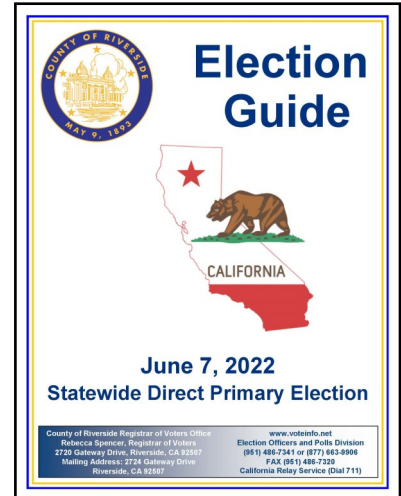 COUNTY OF RIVERSIDE
MAY 9, 1893
Election
Guide
CALIFORNIA
June 7, 2022
Statewide Direct Primary Election
County of Riverside Registrar of Voters Office
Rebecca Spencer, Registrar of Voters
2720 Gateway Drive, Riverside, CA 92507
Mailing Address: 2724 Gateway Drive
Riverside, CA 92507
www.voteinfo.net
Election Officers and Polls Division
(951) 486-7341 or (877) 663-9906
FAX (951) 486-7320
California Relay Service (Dial 711)